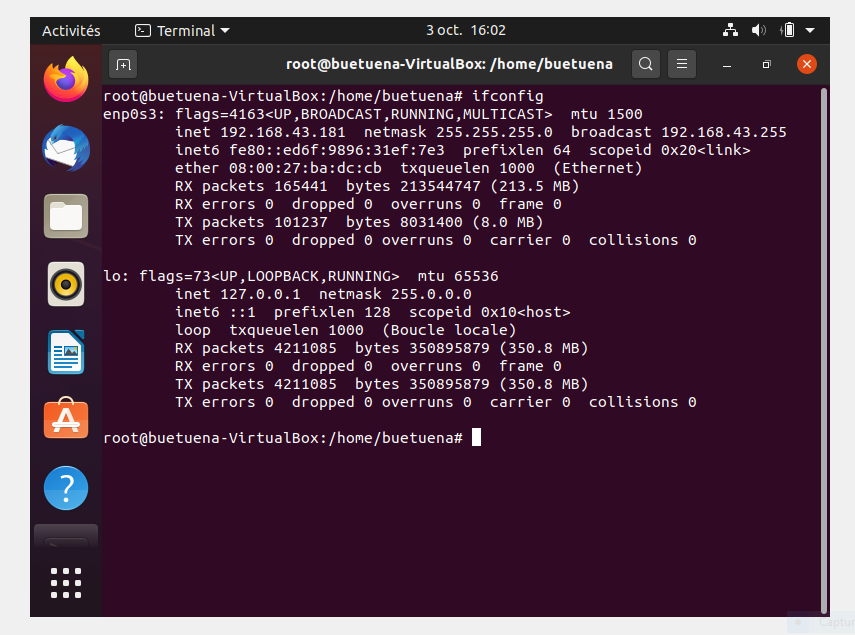 Activités
Terminal
3 oct. 16:02
root@buetuena-VirtualBox: /home/buetuena
root@buetuena-VirtualBox:/home/buetuena# ifconfig
enp0s3: flags=4163<UP,BROADCAST,RUNNING,MULTICAST>  mtu 1500
        inet 192.168.43.181  netmask 255.255.255.0  broadcast 192.168.43.255
        inet6 fe80::ed6f:9896:31ef:7e3  prefixlen 64  scopeid 0x20<link>
        ether 08:00:27:ba:dc:cb  txqueuelen 1000  (Ethernet)
        RX packets 165441  bytes 213544747 (213.5 MB)
        RX errors 0  dropped 0  overruns 0  frame 0
        TX packets 101237  bytes 8031400 (8.0 MB)
        TX errors 0  dropped 0 overruns 0  carrier 0  collisions 0
lo: flags=73<UP,LOOPBACK,RUNNING>  mtu 65536
        inet 127.0.0.1  netmask 255.0.0.0
        inet6 ::1  prefixlen 128  scopeid 0x10<host>
        loop  txqueuelen 1000  (Boucle locale)
        RX packets 4211085  bytes 350895879 (350.8 MB)
        RX errors 0  dropped 0  overruns 0  frame 0
        TX packets 4211085  bytes 350895879 (350.8 MB)
        TX errors 0  dropped 0 overruns 0  carrier 0  collisions 0
root@buetuena-VirtualBox:/home/buetuena#